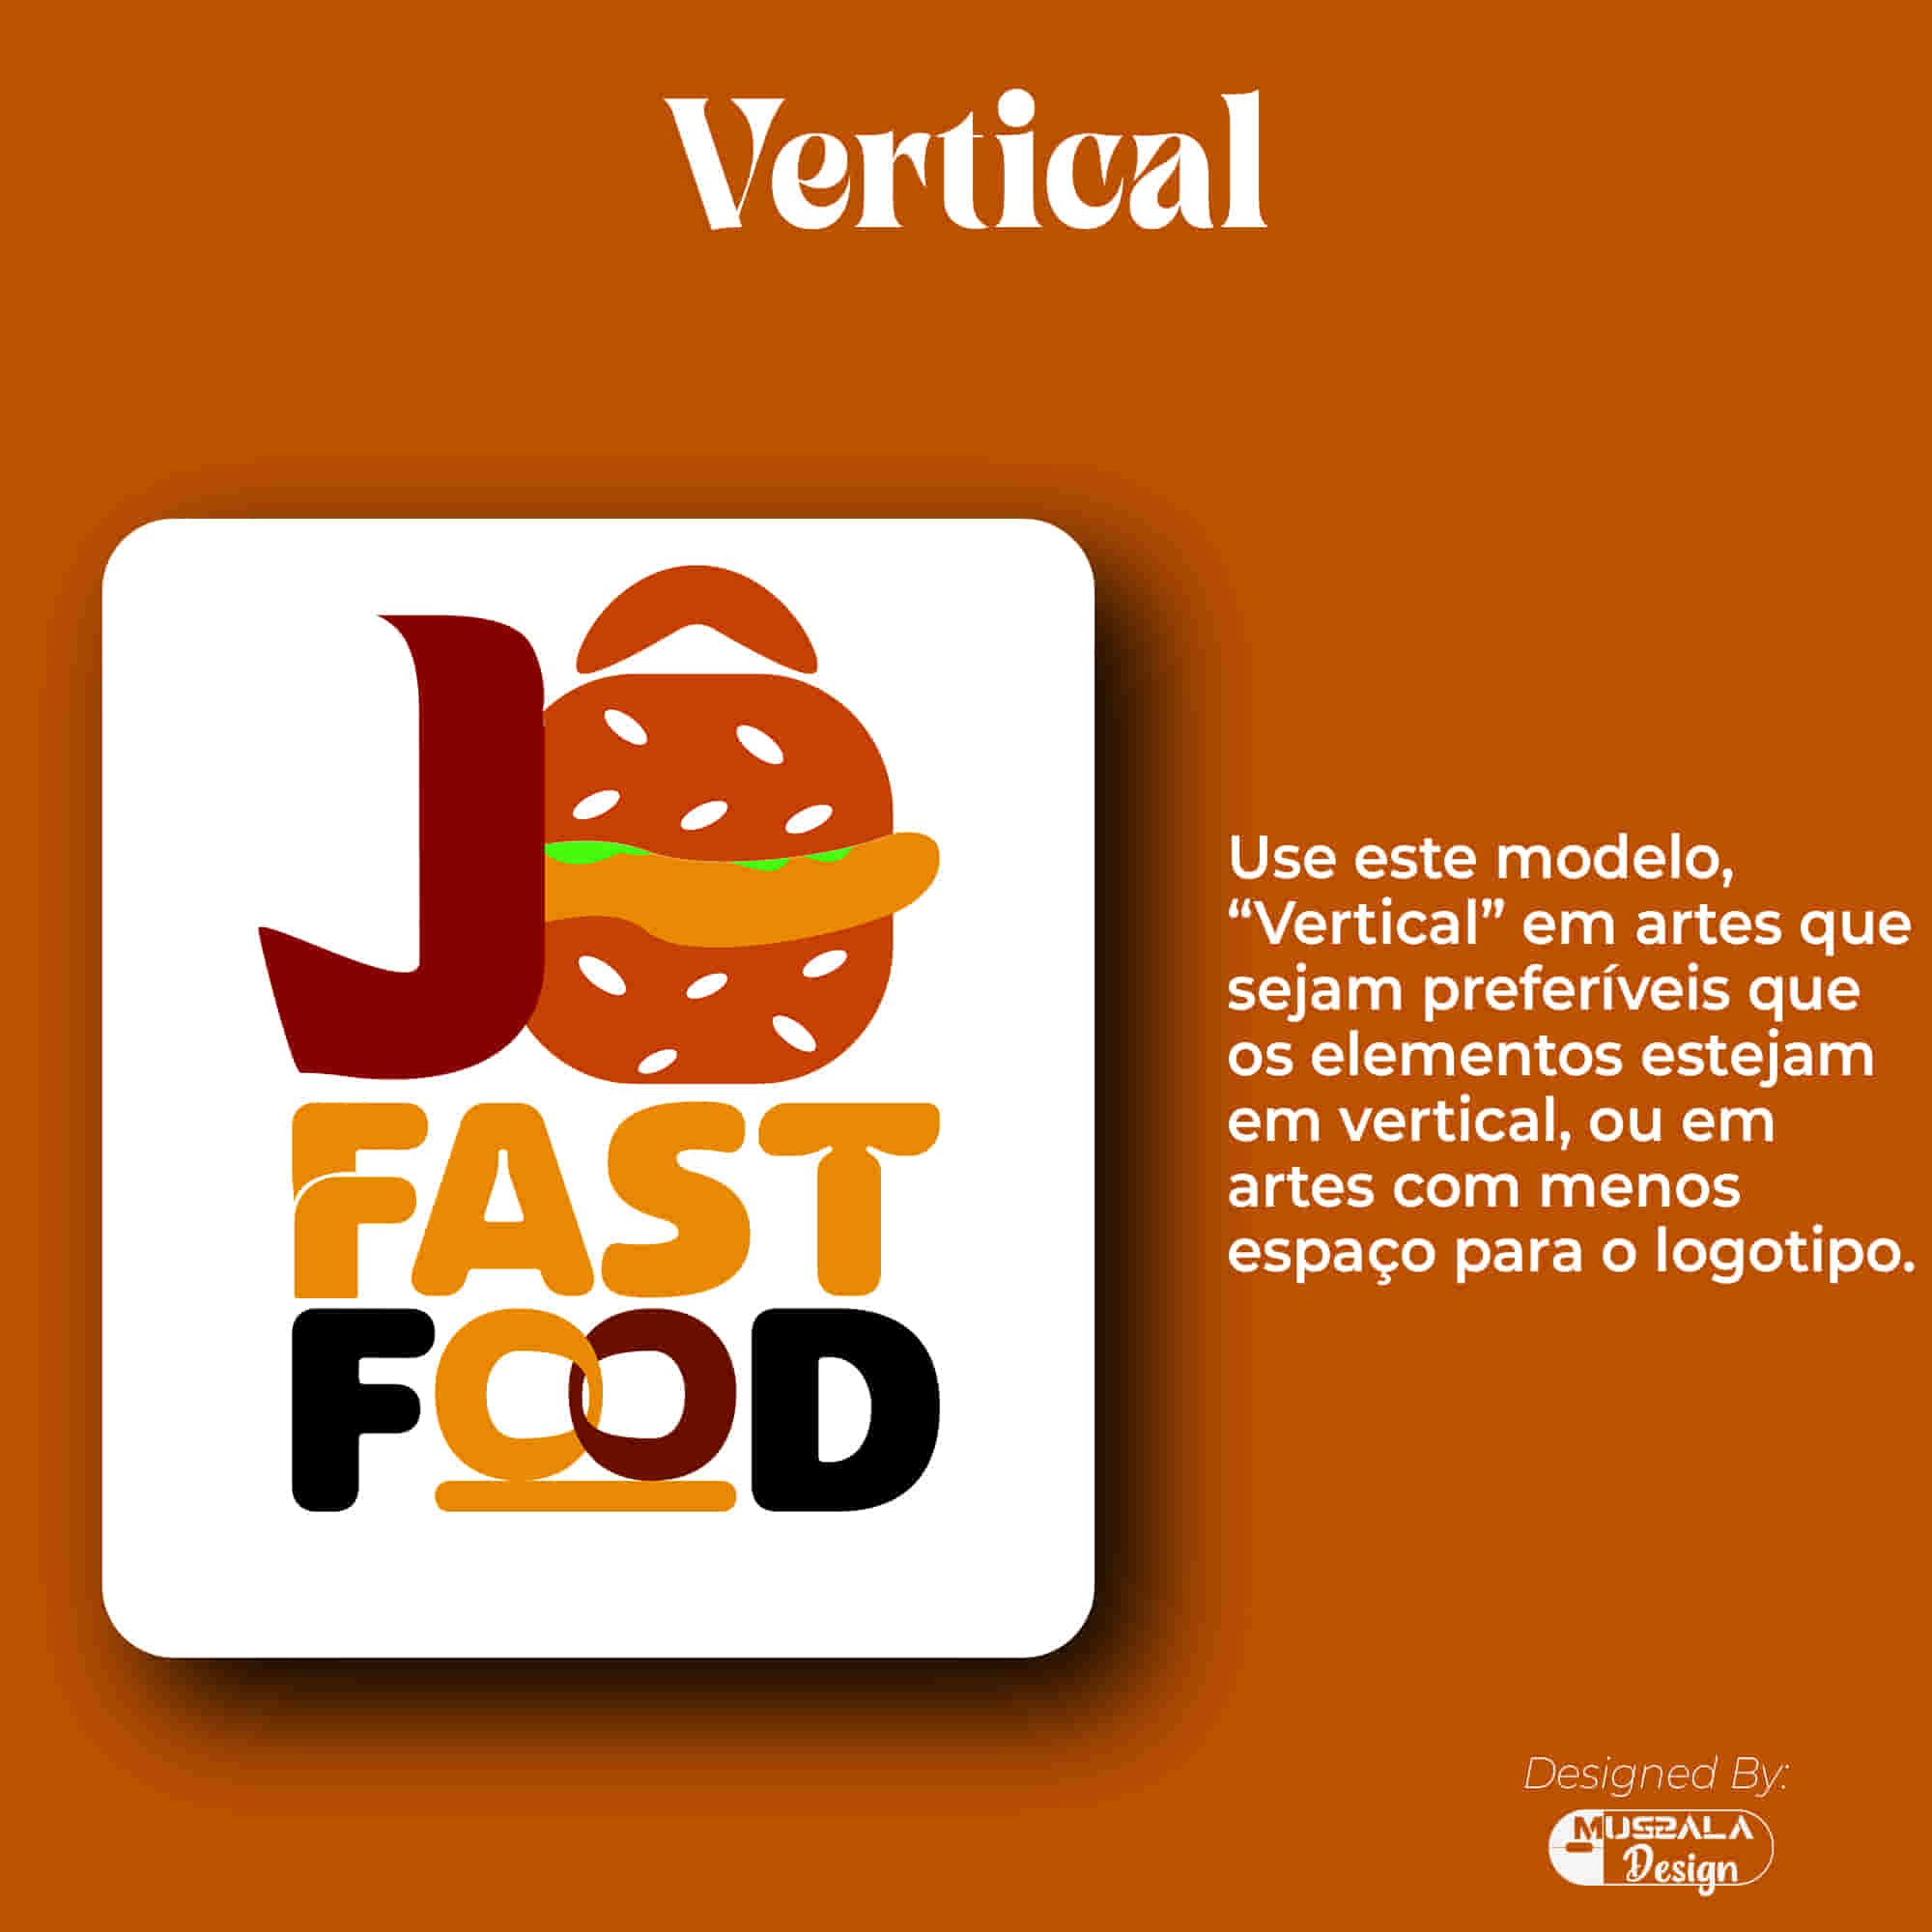 Vertical
JÔ
FAST
FOOD
Use este modelo,
“Vertical” em artes que
sejam preferíveis que
os elementos estejam
em vertical, ou em
artes com menos
espaço para o logotipo.
Designed By:
MUSSALA
Design